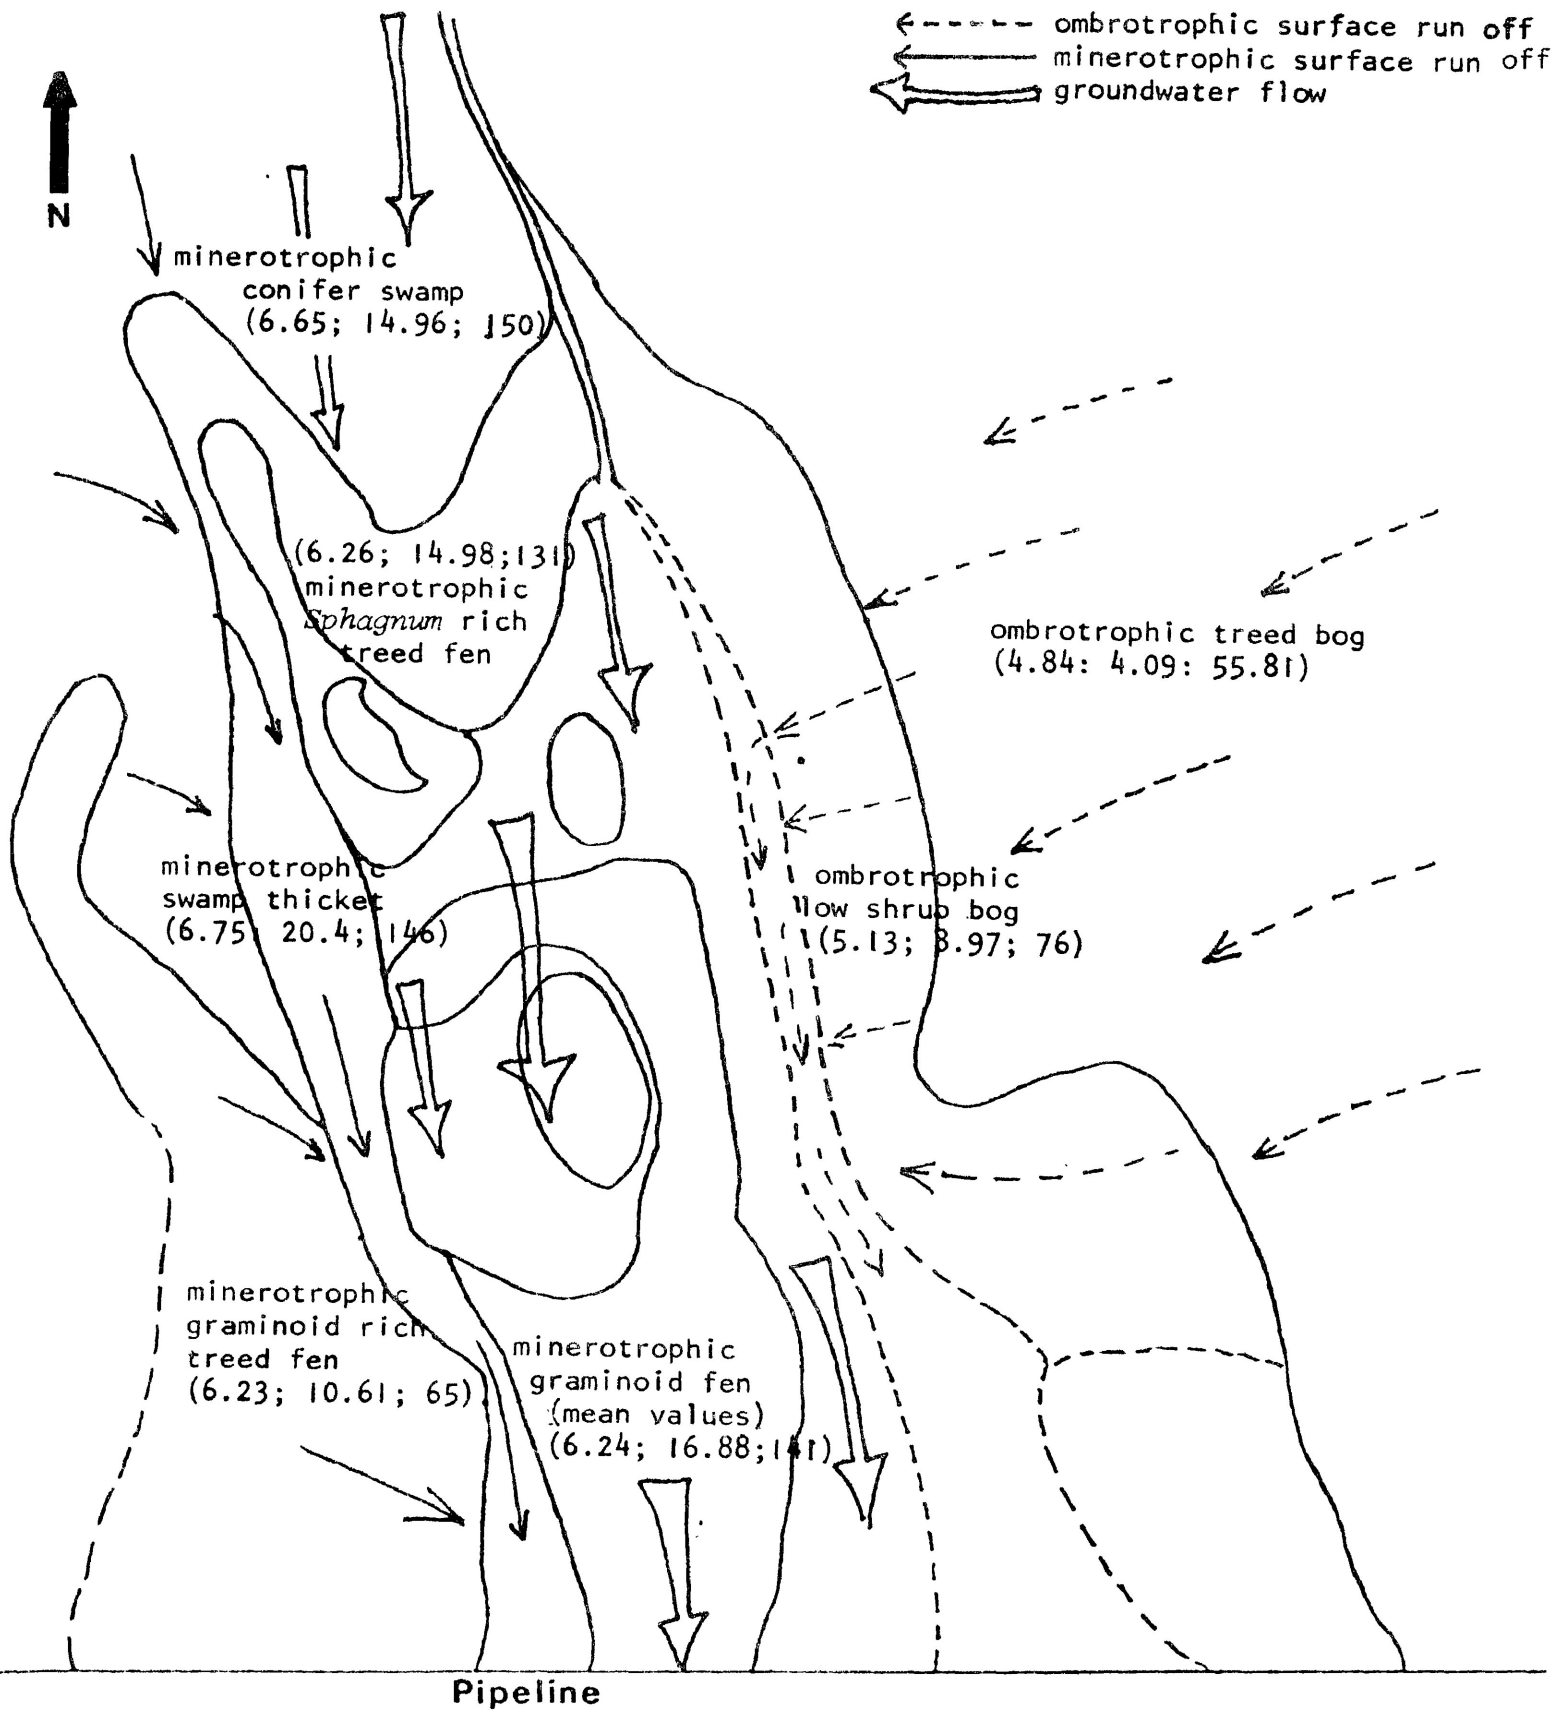 ombrotrophic surface run off
minerotrophic surface run off
groundwater flow
N
minerotrophic
conifer swamp
(6.65; 14.96; 150)
(6.26; 14.98;131)
minerotrophic
Sphagnum rich
treed fen
ombrotrophic treed bog
(4.84: 4.09: 55.81)
minerotrophic
swamp thicket
(6.75; 20.4; 146)
ombrotrophic
low shrub bog
(5.13; 3.97; 76)
minerotrophic
graminoid rich
treed fen
(6.23; 10.61; 65)
minerotrophic
graminoid fen
(mean values)
(6.24; 16.88;141)
Pipeline